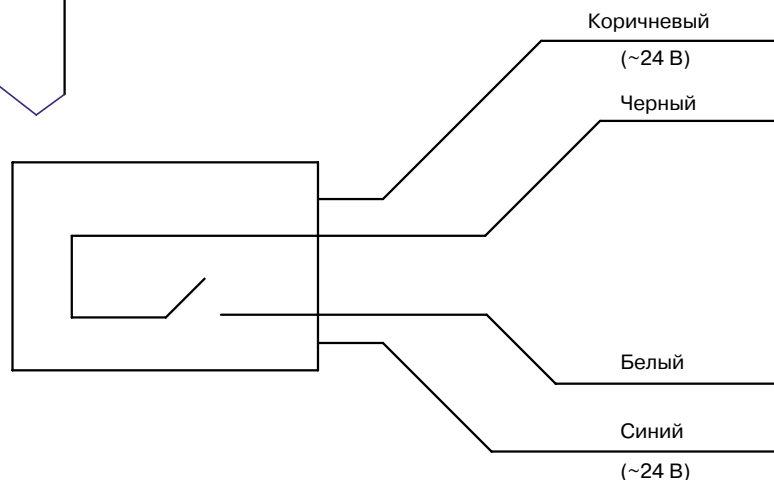 Коричневый
(~24 В)
Черный
Белый
Синий
(~24 В)